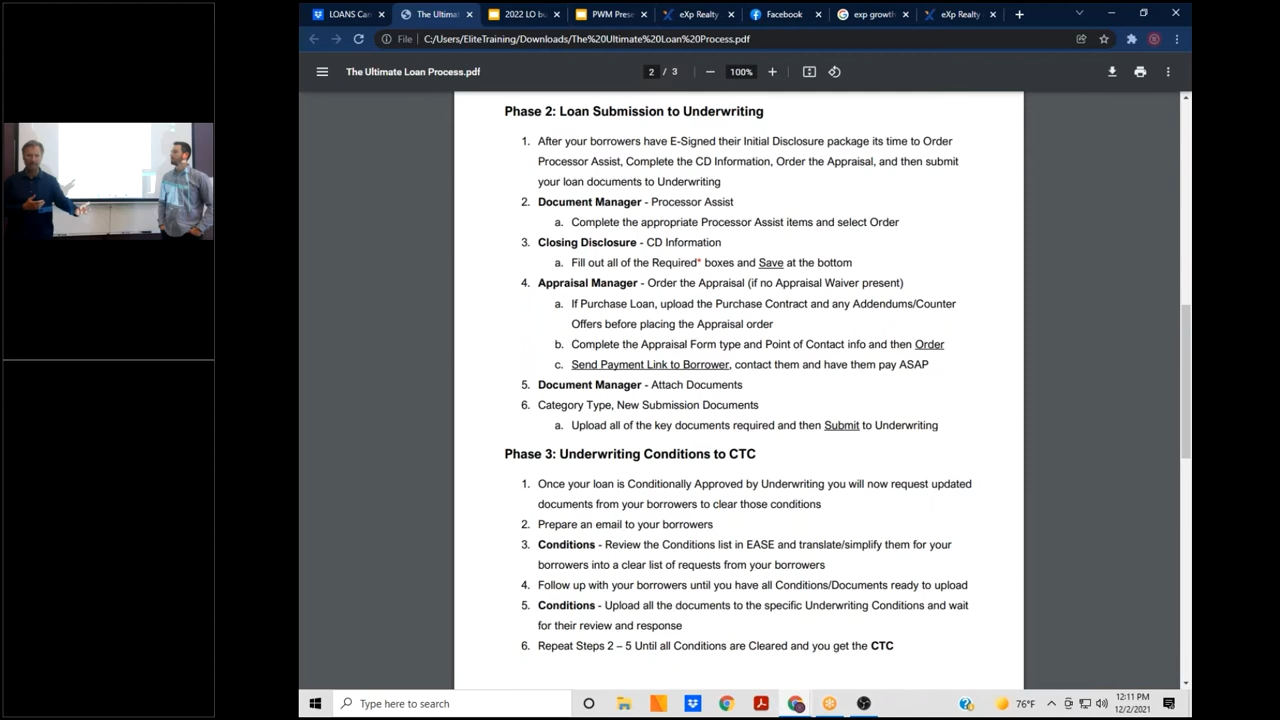 LOANS Can
The Ultimat
2022 LO bu
PWM Pres
eXp Realty
Facebook
exp growth
eXp Realty
File
C:/Users/EliteTraining/Downloads/The%20Ultimate%20Loan%20Process.pdf
The Ultimate Loan Process.pdf
2 / 3
100%
Phase 2: Loan Submission to Underwriting
1. After your borrowers have E-Signed their Initial Disclosure package its time to Order
Processor Assist, Complete the CD Information, Order the Appraisal, and then submit
your loan documents to Underwriting
2. Document Manager - Processor Assist
a. Complete the appropriate Processor Assist items and select Order
3. Closing Disclosure - CD Information
a. Fill out all of the Required* boxes and Save at the bottom
4. Appraisal Manager - Order the Appraisal (if no Appraisal Waiver present)
a. If Purchase Loan, upload the Purchase Contract and any Addendums/Counter
Offers before placing the Appraisal order
b. Complete the Appraisal Form type and Point of Contact info and then Order
c. Send Payment Link to Borrower, contact them and have them pay ASAP
5. Document Manager - Attach Documents
6. Category Type, New Submission Documents
a. Upload all of the key documents required and then Submit to Underwriting
Phase 3: Underwriting Conditions to CTC
1. Once your loan is Conditionally Approved by Underwriting you will now request updated
documents from your borrowers to clear those conditions
2. Prepare an email to your borrowers
3. Conditions - Review the Conditions list in EASE and translate/simplify them for your
borrowers into a clear list of requests from your borrowers
4. Follow up with your borrowers until you have all Conditions/Documents ready to upload
5. Conditions - Upload all the documents to the specific Underwriting Conditions and wait
for their review and response
6. Repeat Steps 2 – 5 Until all Conditions are Cleared and you get the CTC
Type here to search
76°F
12:11 PM
12/2/2021